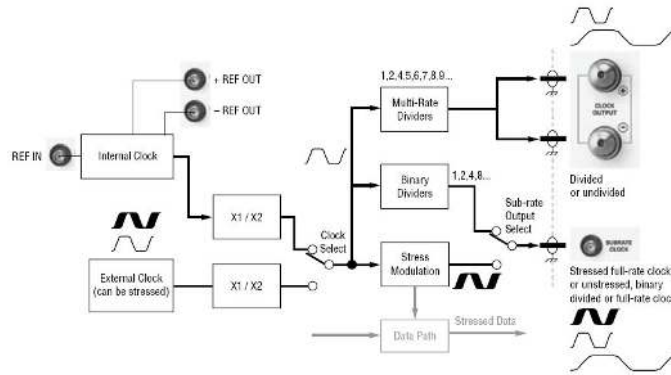 + REF OUT
− REF OUT
REF IN
Internal Clock
1,2,4,5,6,7,8,9...
Multi-Rate
Dividers
CLOCK
OUTPUT
Divided
or undivided
Binary
Dividers
1,2,4,8...
Sub-rate
Output
Select
X1 / X2
Clock
Select
SUBRATE
CLOCK
Stress
Modulation
External Clock
(can be stressed)
X1 / X2
Stressed full-rate clock
or unstressed, binary
divided or full-rate cloc
Data Path
Stressed Data